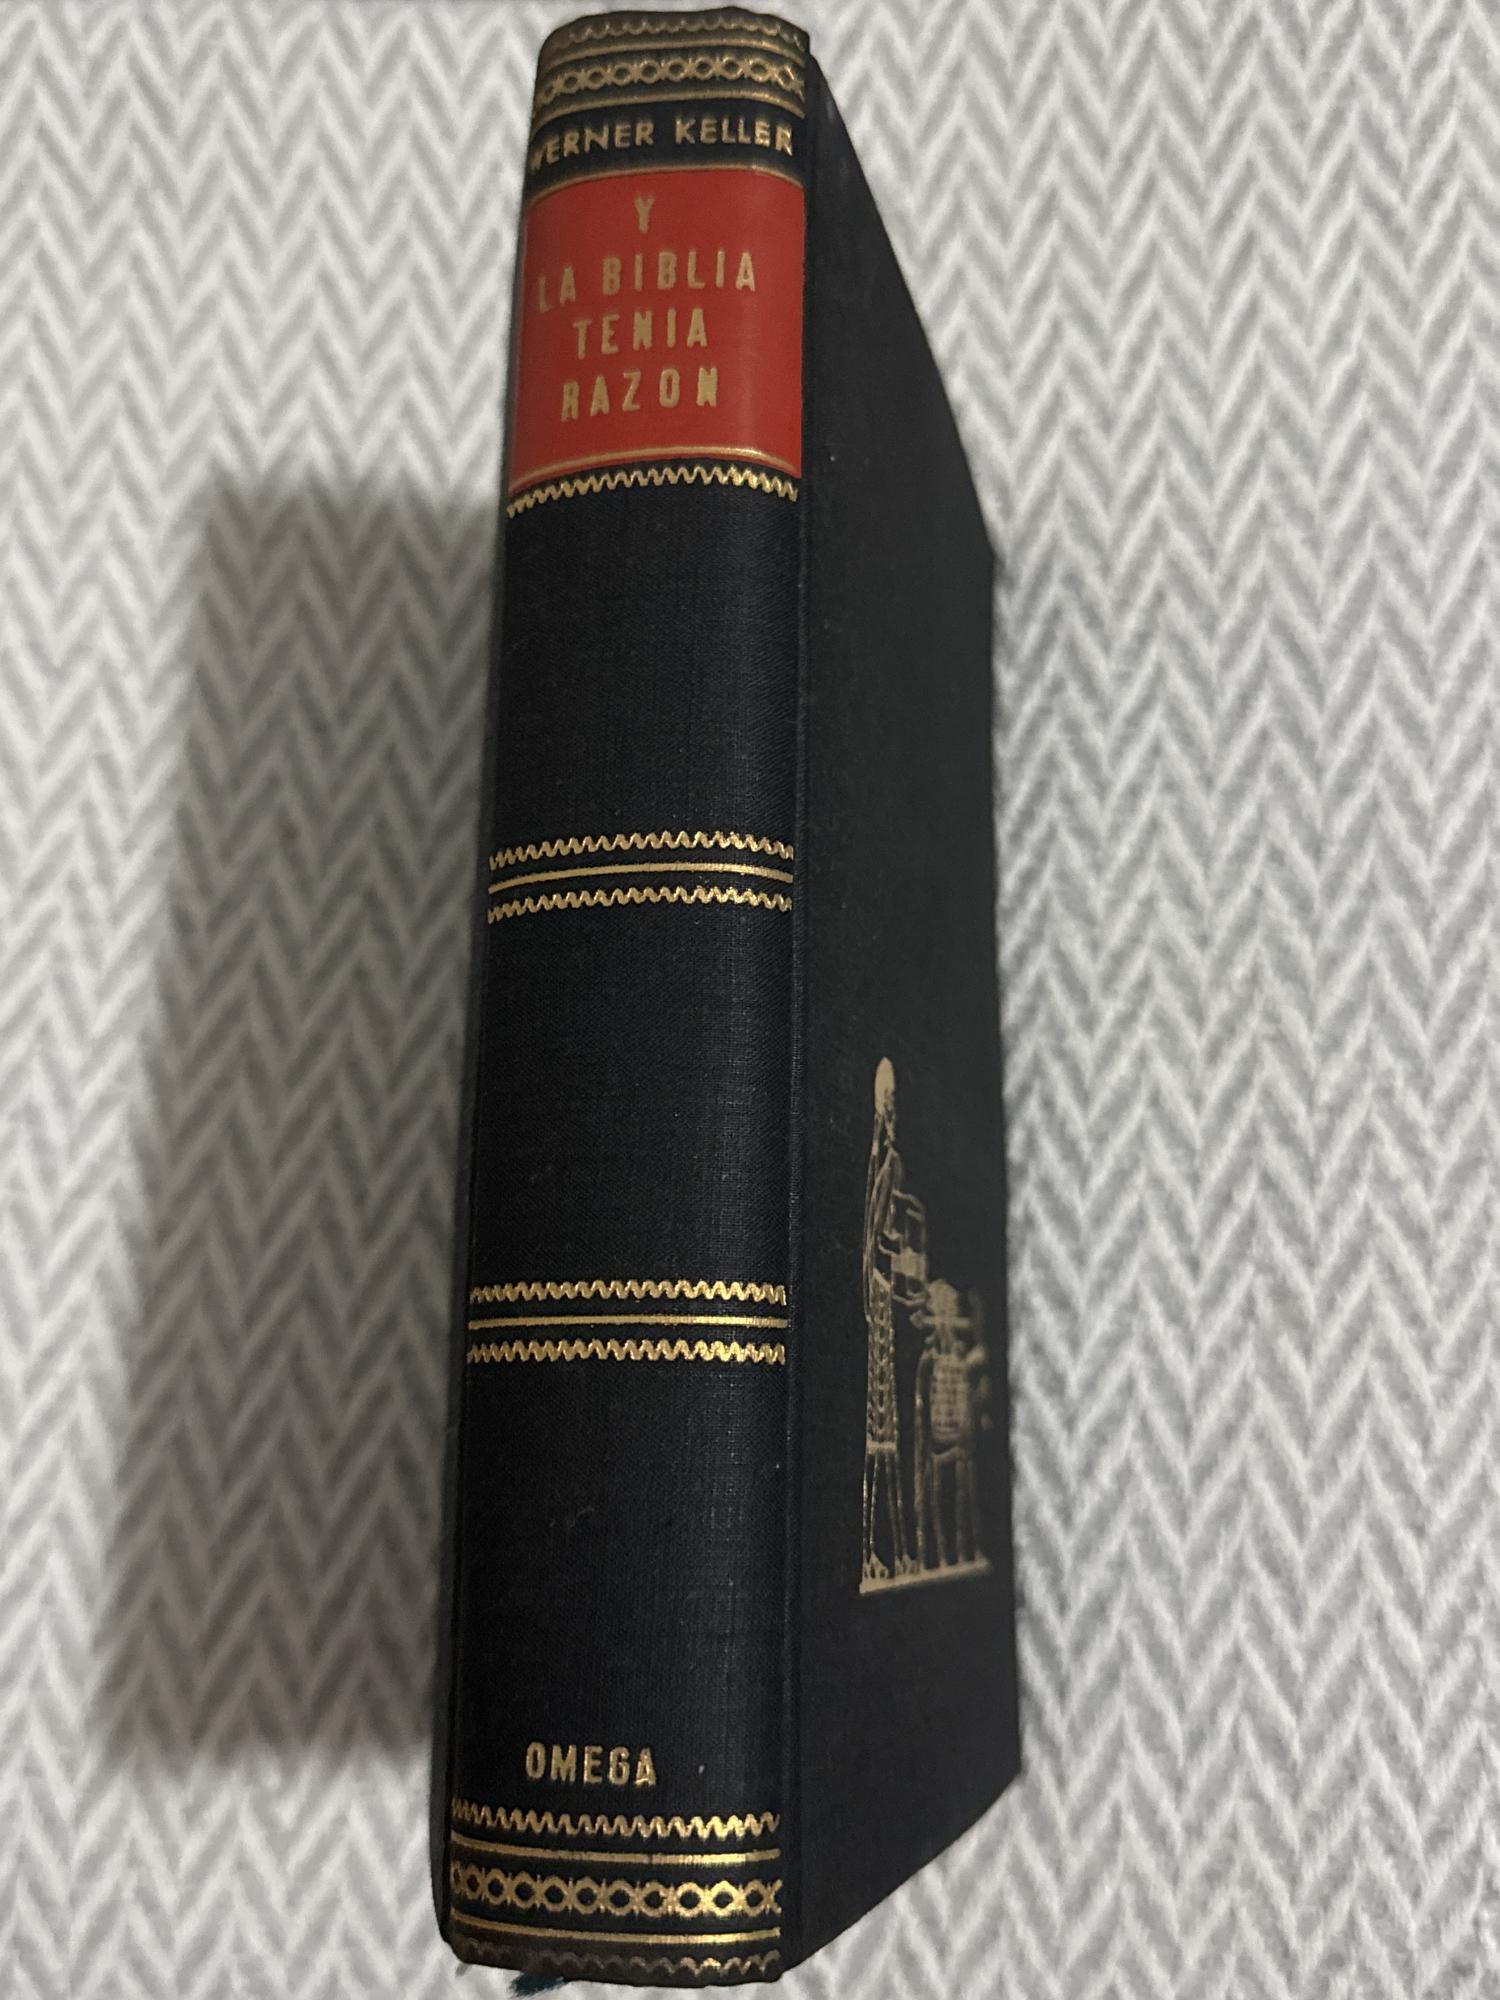 WERNER KELLER
Y
LA BIBLIA
TENIA
RAZON
OMEGA